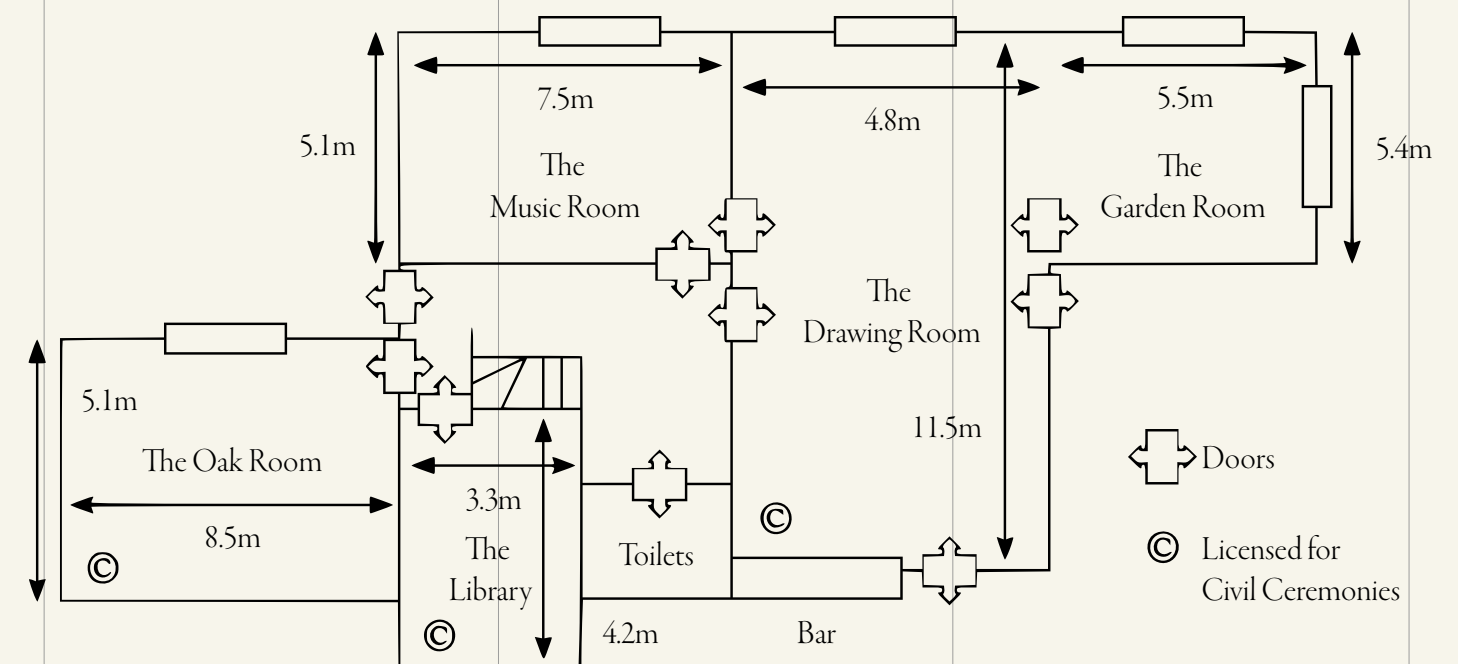 7.5m
4.8m
5.5m
5.1m
5.4m
The
Music Room
The
Garden Room
The
Drawing Room
5.1m
11.5m
The Oak Room
Doors
3.3m
8.5m
©
The
Library
Toilets
©
Licensed for
Civil Ceremonies
©
©
4.2m
Bar